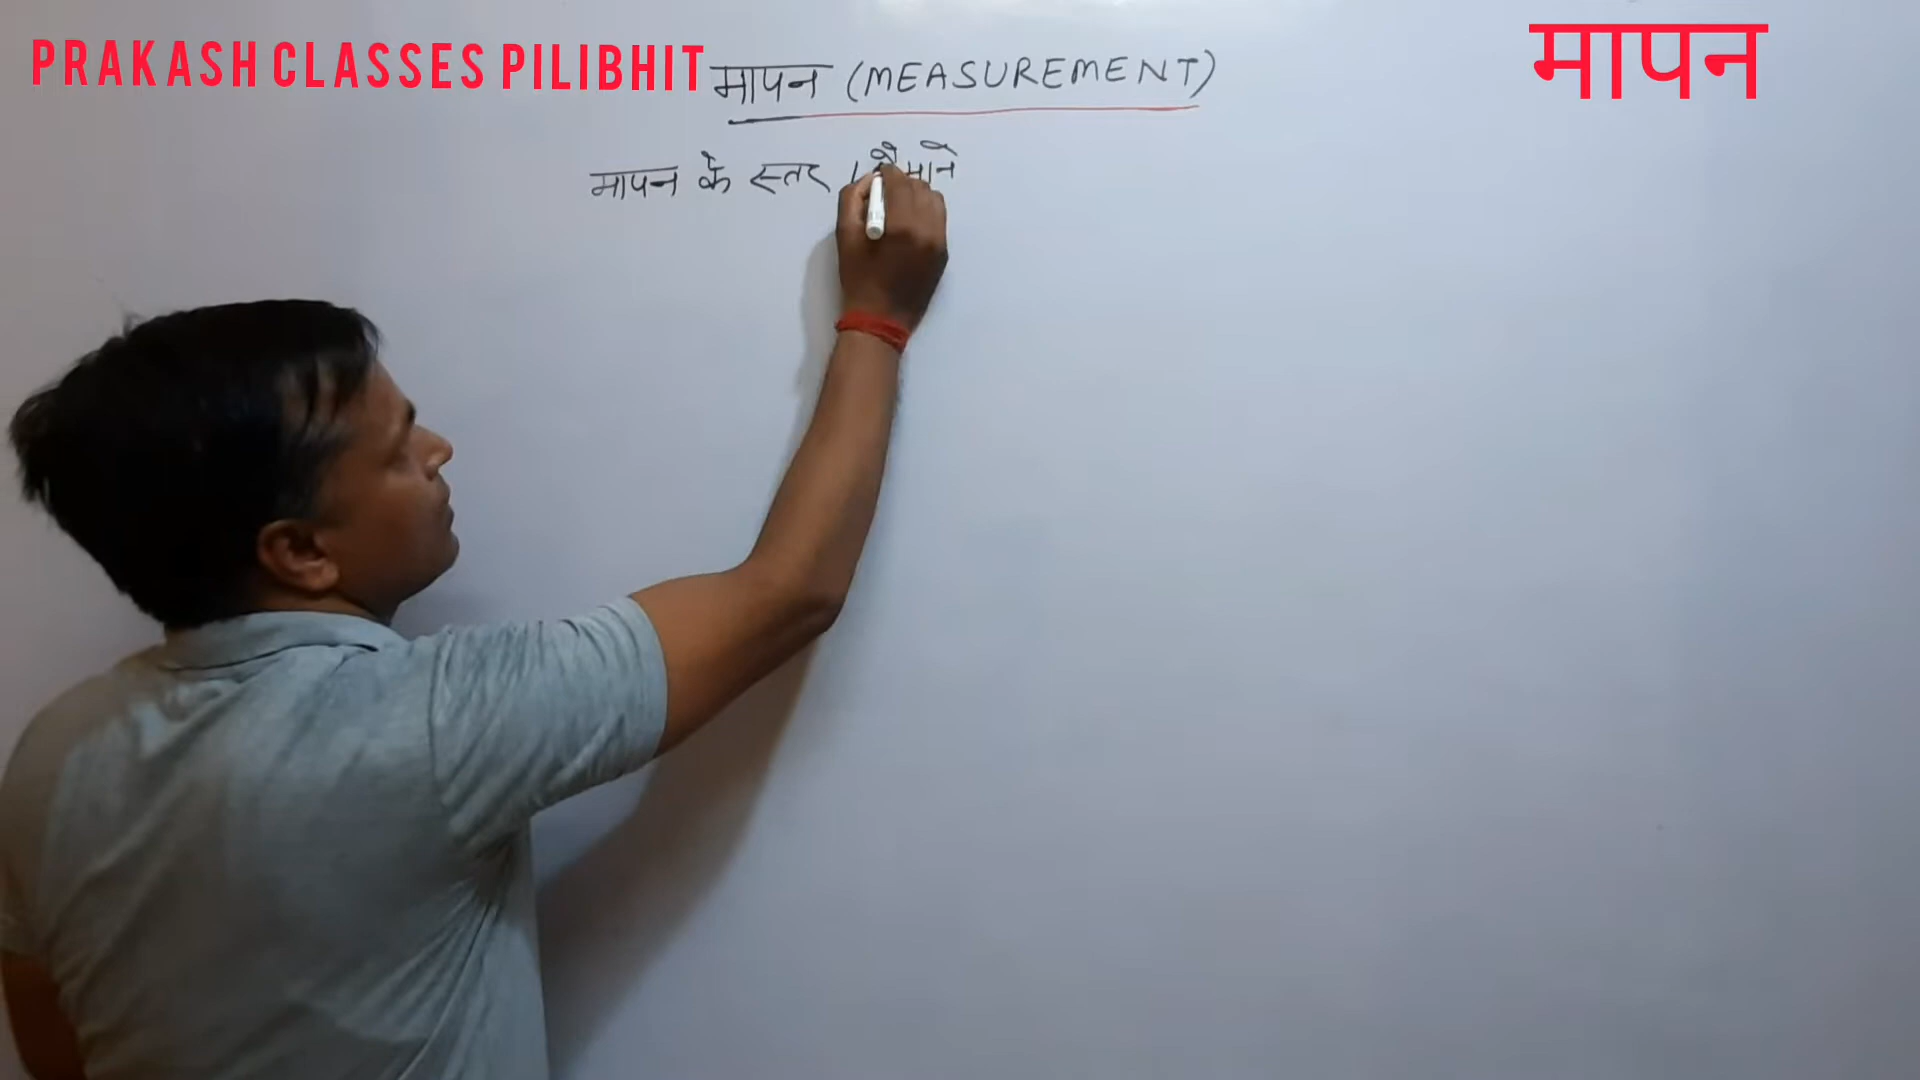 PRAKASH CLASSES PILIBHIT
मापन (MEASUREMENT)
मापन
मापन के स्तर / पैमाने